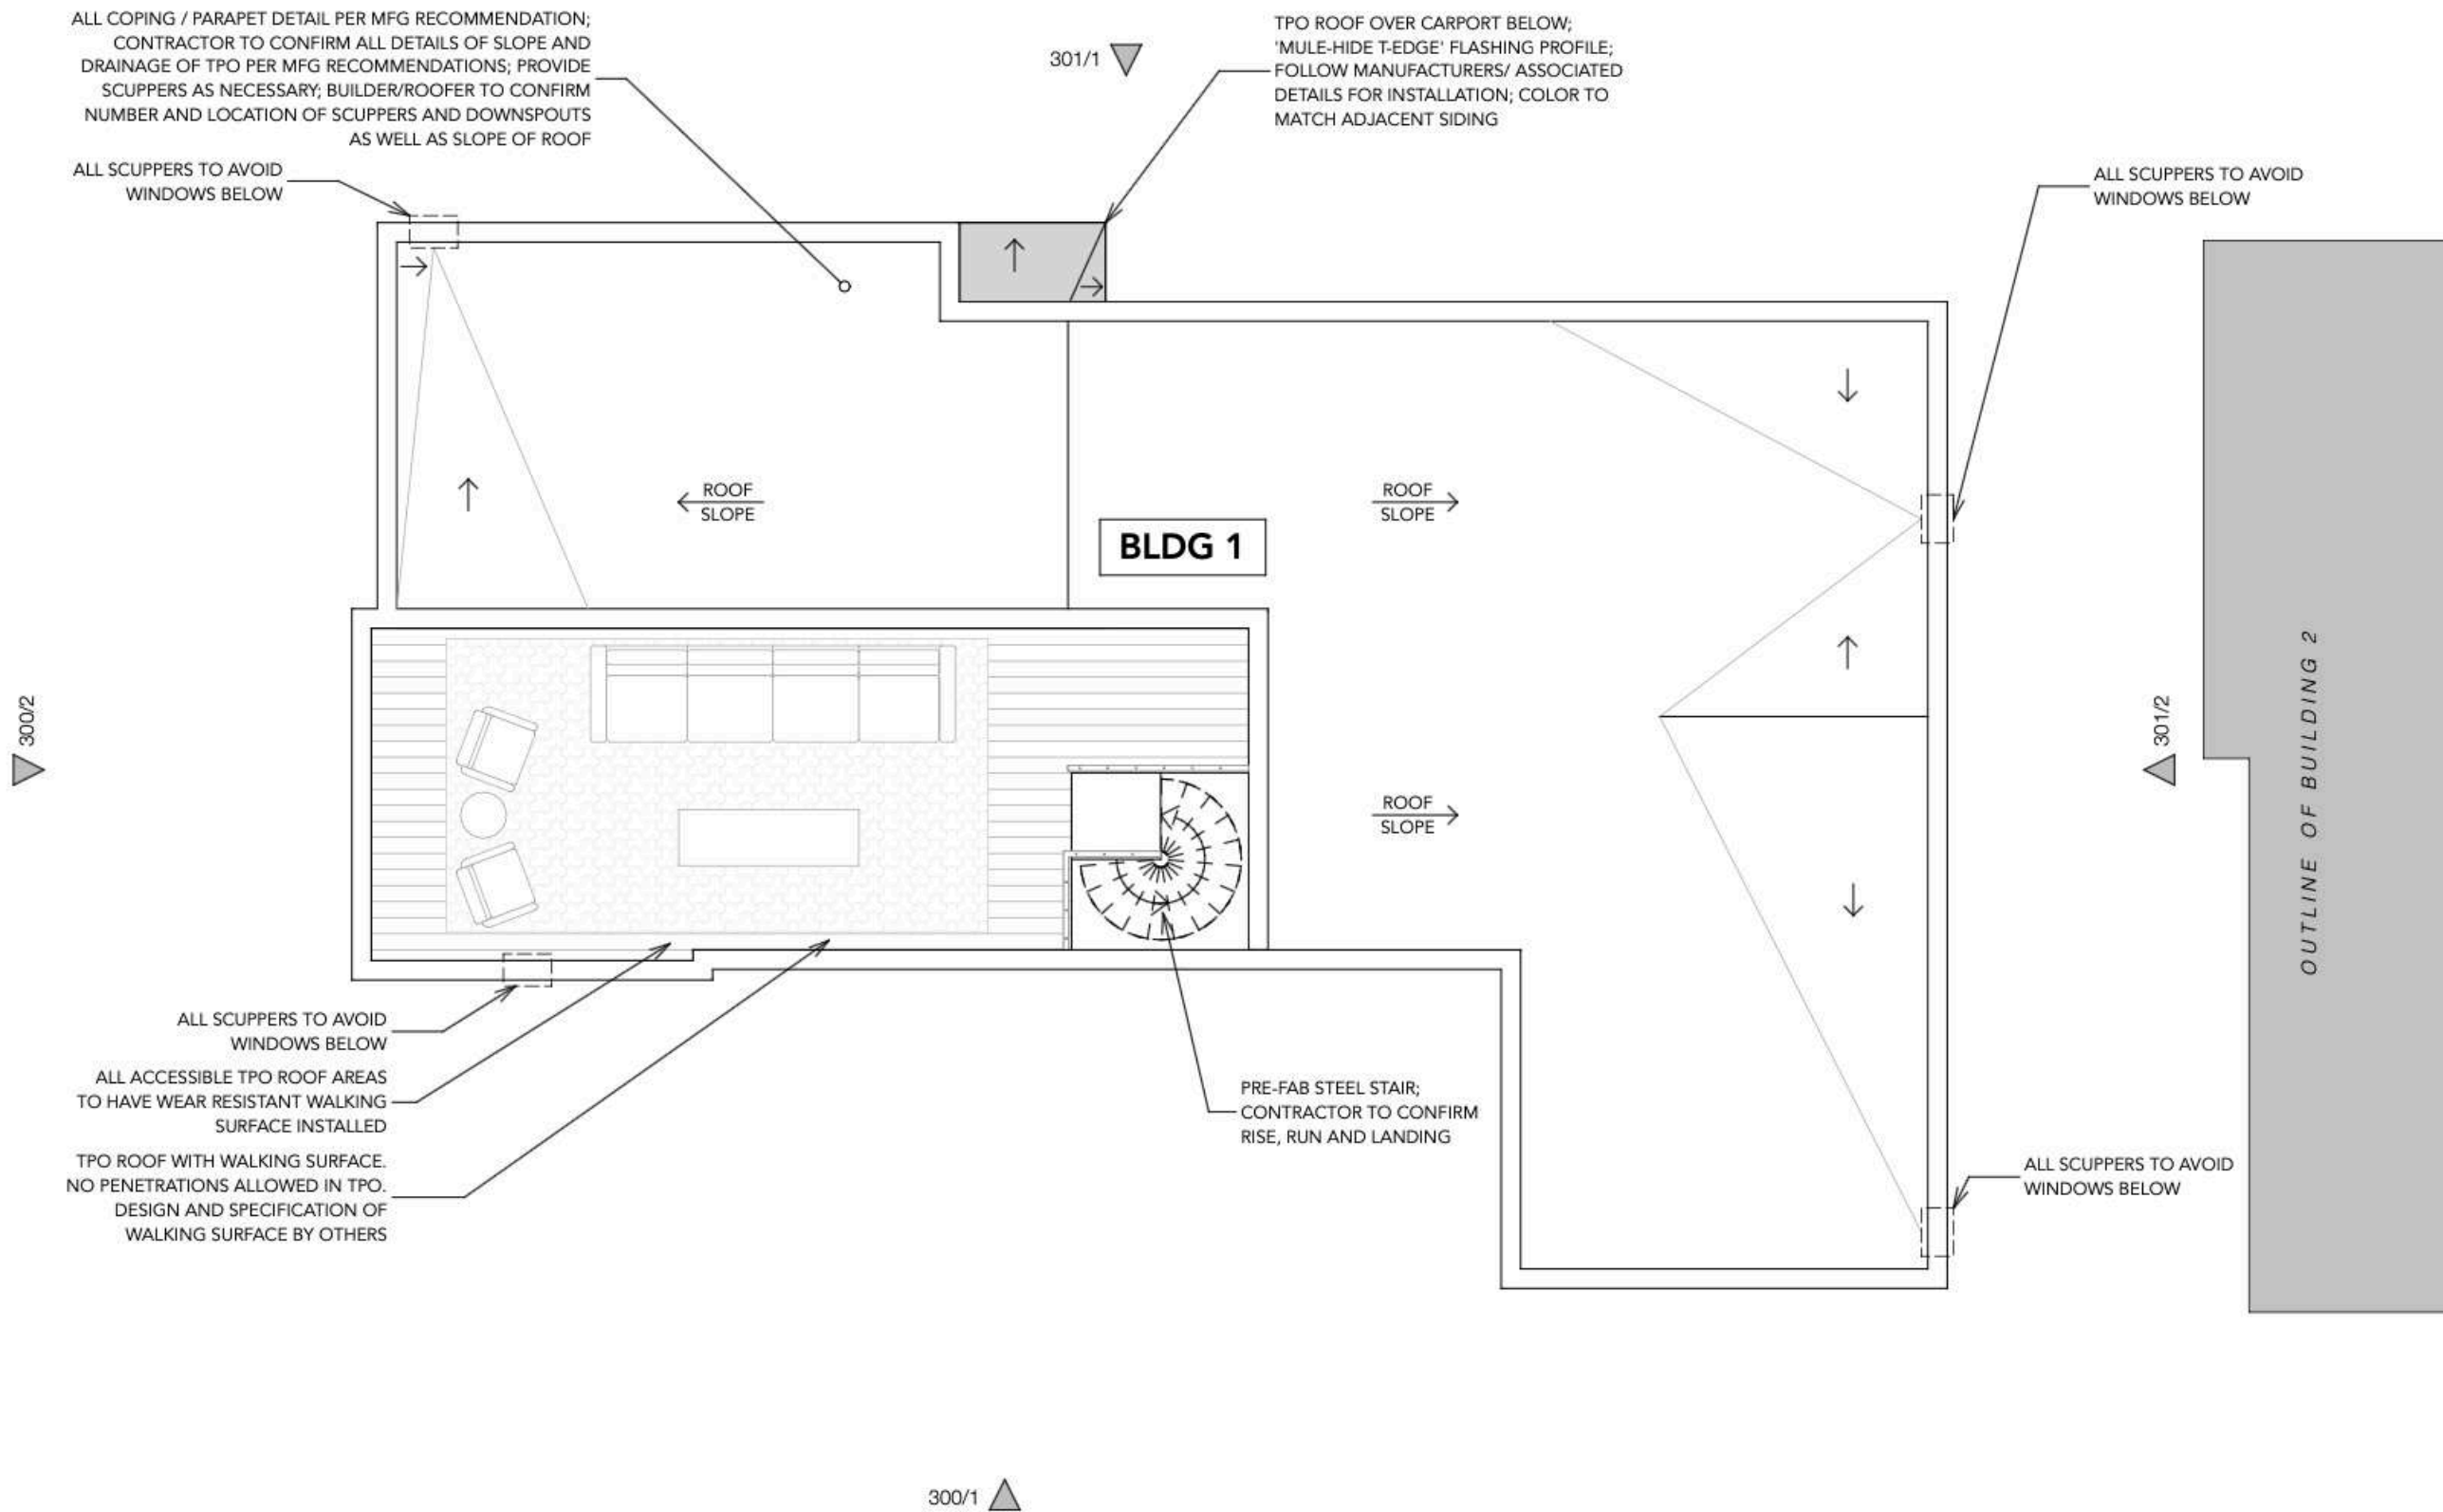 ALL COPING / PARAPET DETAIL PER MFG RECOMMENDATION;
CONTRACTOR TO CONFIRM ALL DETAILS OF SLOPE AND
DRAINAGE OF TPO PER MFG RECOMMENDATIONS; PROVIDE
SCUPPERS AS NECESSARY; BUILDER/ROOFER TO CONFIRM
NUMBER AND LOCATION OF SCUPPERS AND DOWNSPOUTS
AS WELL AS SLOPE OF ROOF
301/1
TPO ROOF OVER CARPORT BELOW;
'MULE-HIDE T-EDGE' FLASHING PROFILE;
FOLLOW MANUFACTURERS/ ASSOCIATED
DETAILS FOR INSTALLATION; COLOR TO
MATCH ADJACENT SIDING
ALL SCUPPERS TO AVOID
WINDOWS BELOW
ALL SCUPPERS TO AVOID
WINDOWS BELOW
ROOF
SLOPE
ROOF
SLOPE
BLDG 1
300/2
301/2
OUTLINE OF BUILDING 2
ROOF
SLOPE
ALL SCUPPERS TO AVOID
WINDOWS BELOW
ALL ACCESSIBLE TPO ROOF AREAS
TO HAVE WEAR RESISTANT WALKING
SURFACE INSTALLED
TPO ROOF WITH WALKING SURFACE.
NO PENETRATIONS ALLOWED IN TPO.
DESIGN AND SPECIFICATION OF
WALKING SURFACE BY OTHERS
PRE-FAB STEEL STAIR;
CONTRACTOR TO CONFIRM
RISE, RUN AND LANDING
ALL SCUPPERS TO AVOID
WINDOWS BELOW
300/1